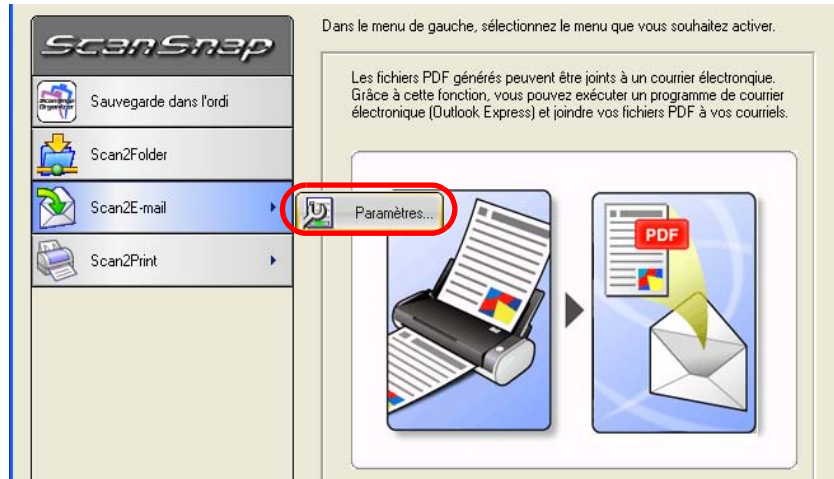 ScanSnap
Dans le menu de gauche, sélectionnez le menu que vous souhaitez activer.
Sauvegarde dans l'ordi
Scan2Folder
Scan2E-mail
Scan2Print
Paramètres...
Les fichiers PDF générés peuvent être joints à un courrier électronqiue.
Grâce à cette fonction, vous pouvez exécuter un programme de courrier
électronique (Outlook Express) et joindre vos fichiers PDF à vos courriels.
PDF